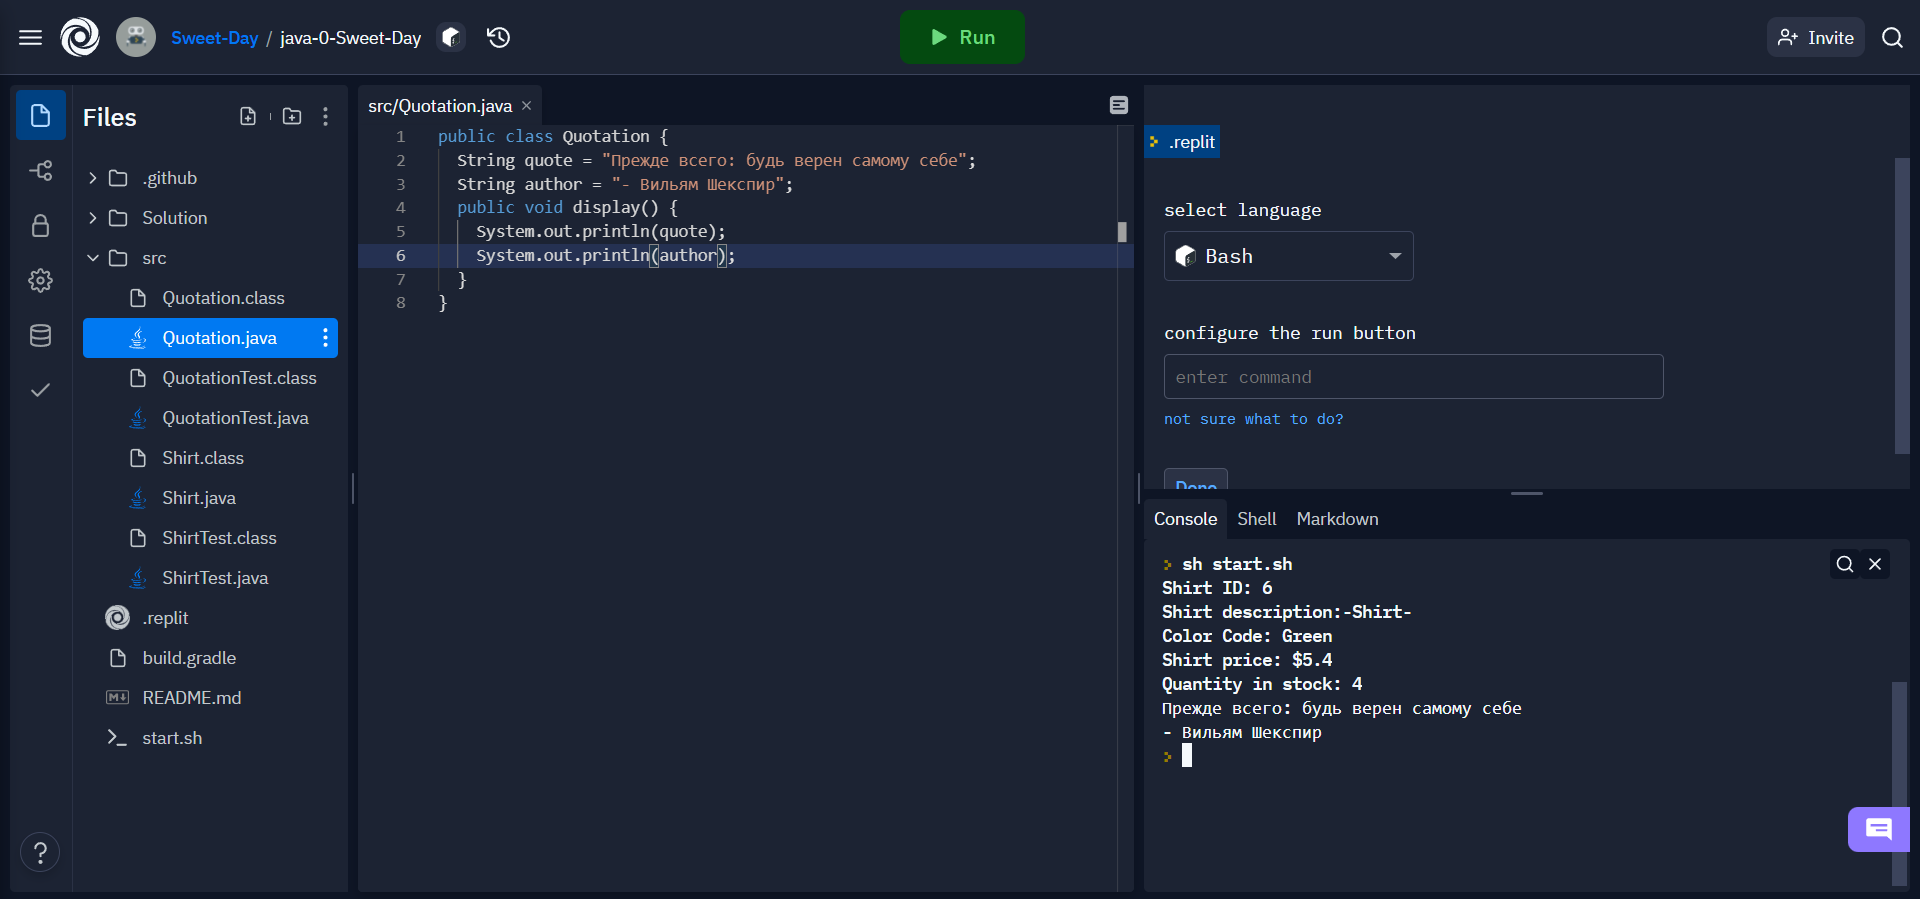 Sweet-Day / java-0-Sweet-Day
Run
Invite
Files
.github
Solution
src
Quotation.class
Quotation.java
QuotationTest.class
QuotationTest.java
Shirt.class
Shirt.java
ShirtTest.class
ShirtTest.java
.replit
build.gradle
README.md
start.sh
?
src/Quotation.java ×
1 public class Quotation {
2 String quote = "Прежде всего: будь верен самому себе";
3 String author = "- Вильям Шекспир";
4 public void display() {
5 System.out.println(quote);
6 System.out.println(author);
7 }
8 }
.replit
select language
Bash
configure the run button
enter command
not sure what to do?
Done
Console Shell Markdown
sh start.sh
Shirt ID: 6
Shirt description:-Shirt-
Color Code: Green
Shirt price: $5.4
Quantity in stock: 4
Прежде всего: будь верен самому себе
- Вильям Шекспир